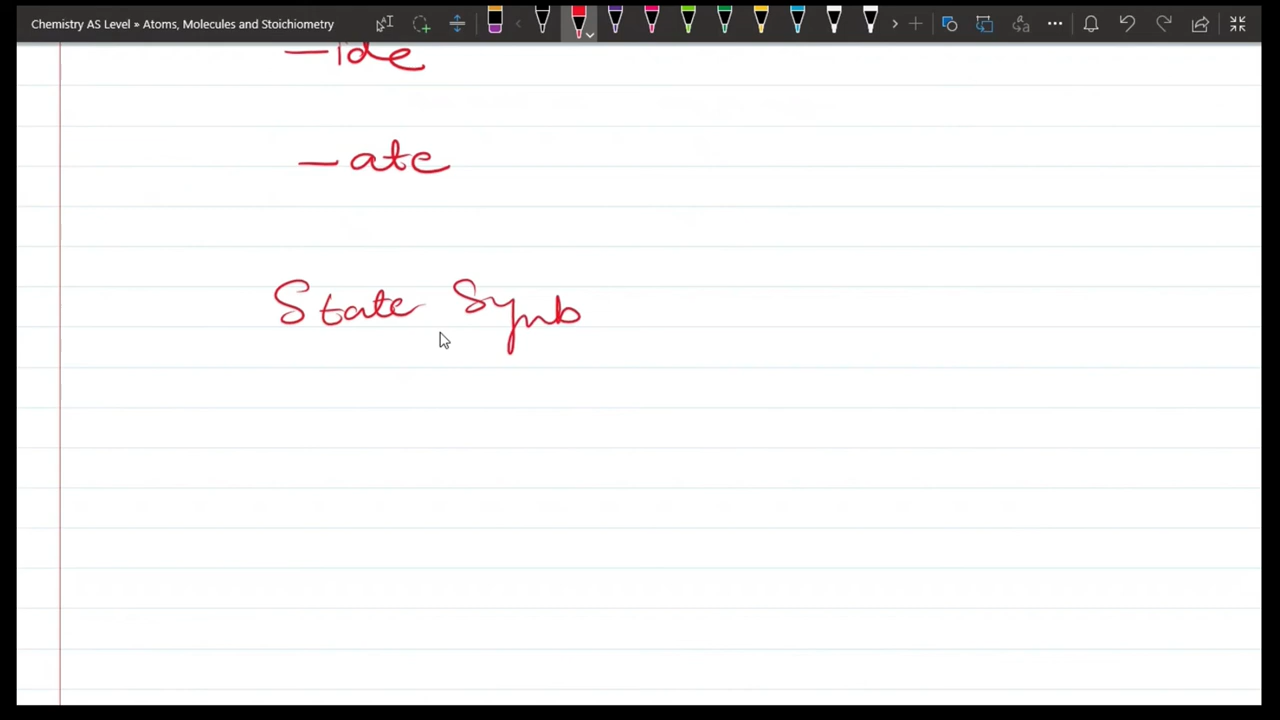 Chemistry AS Level » Atoms, Molecules and Stoichiometry
—ide
—ate
State Symb